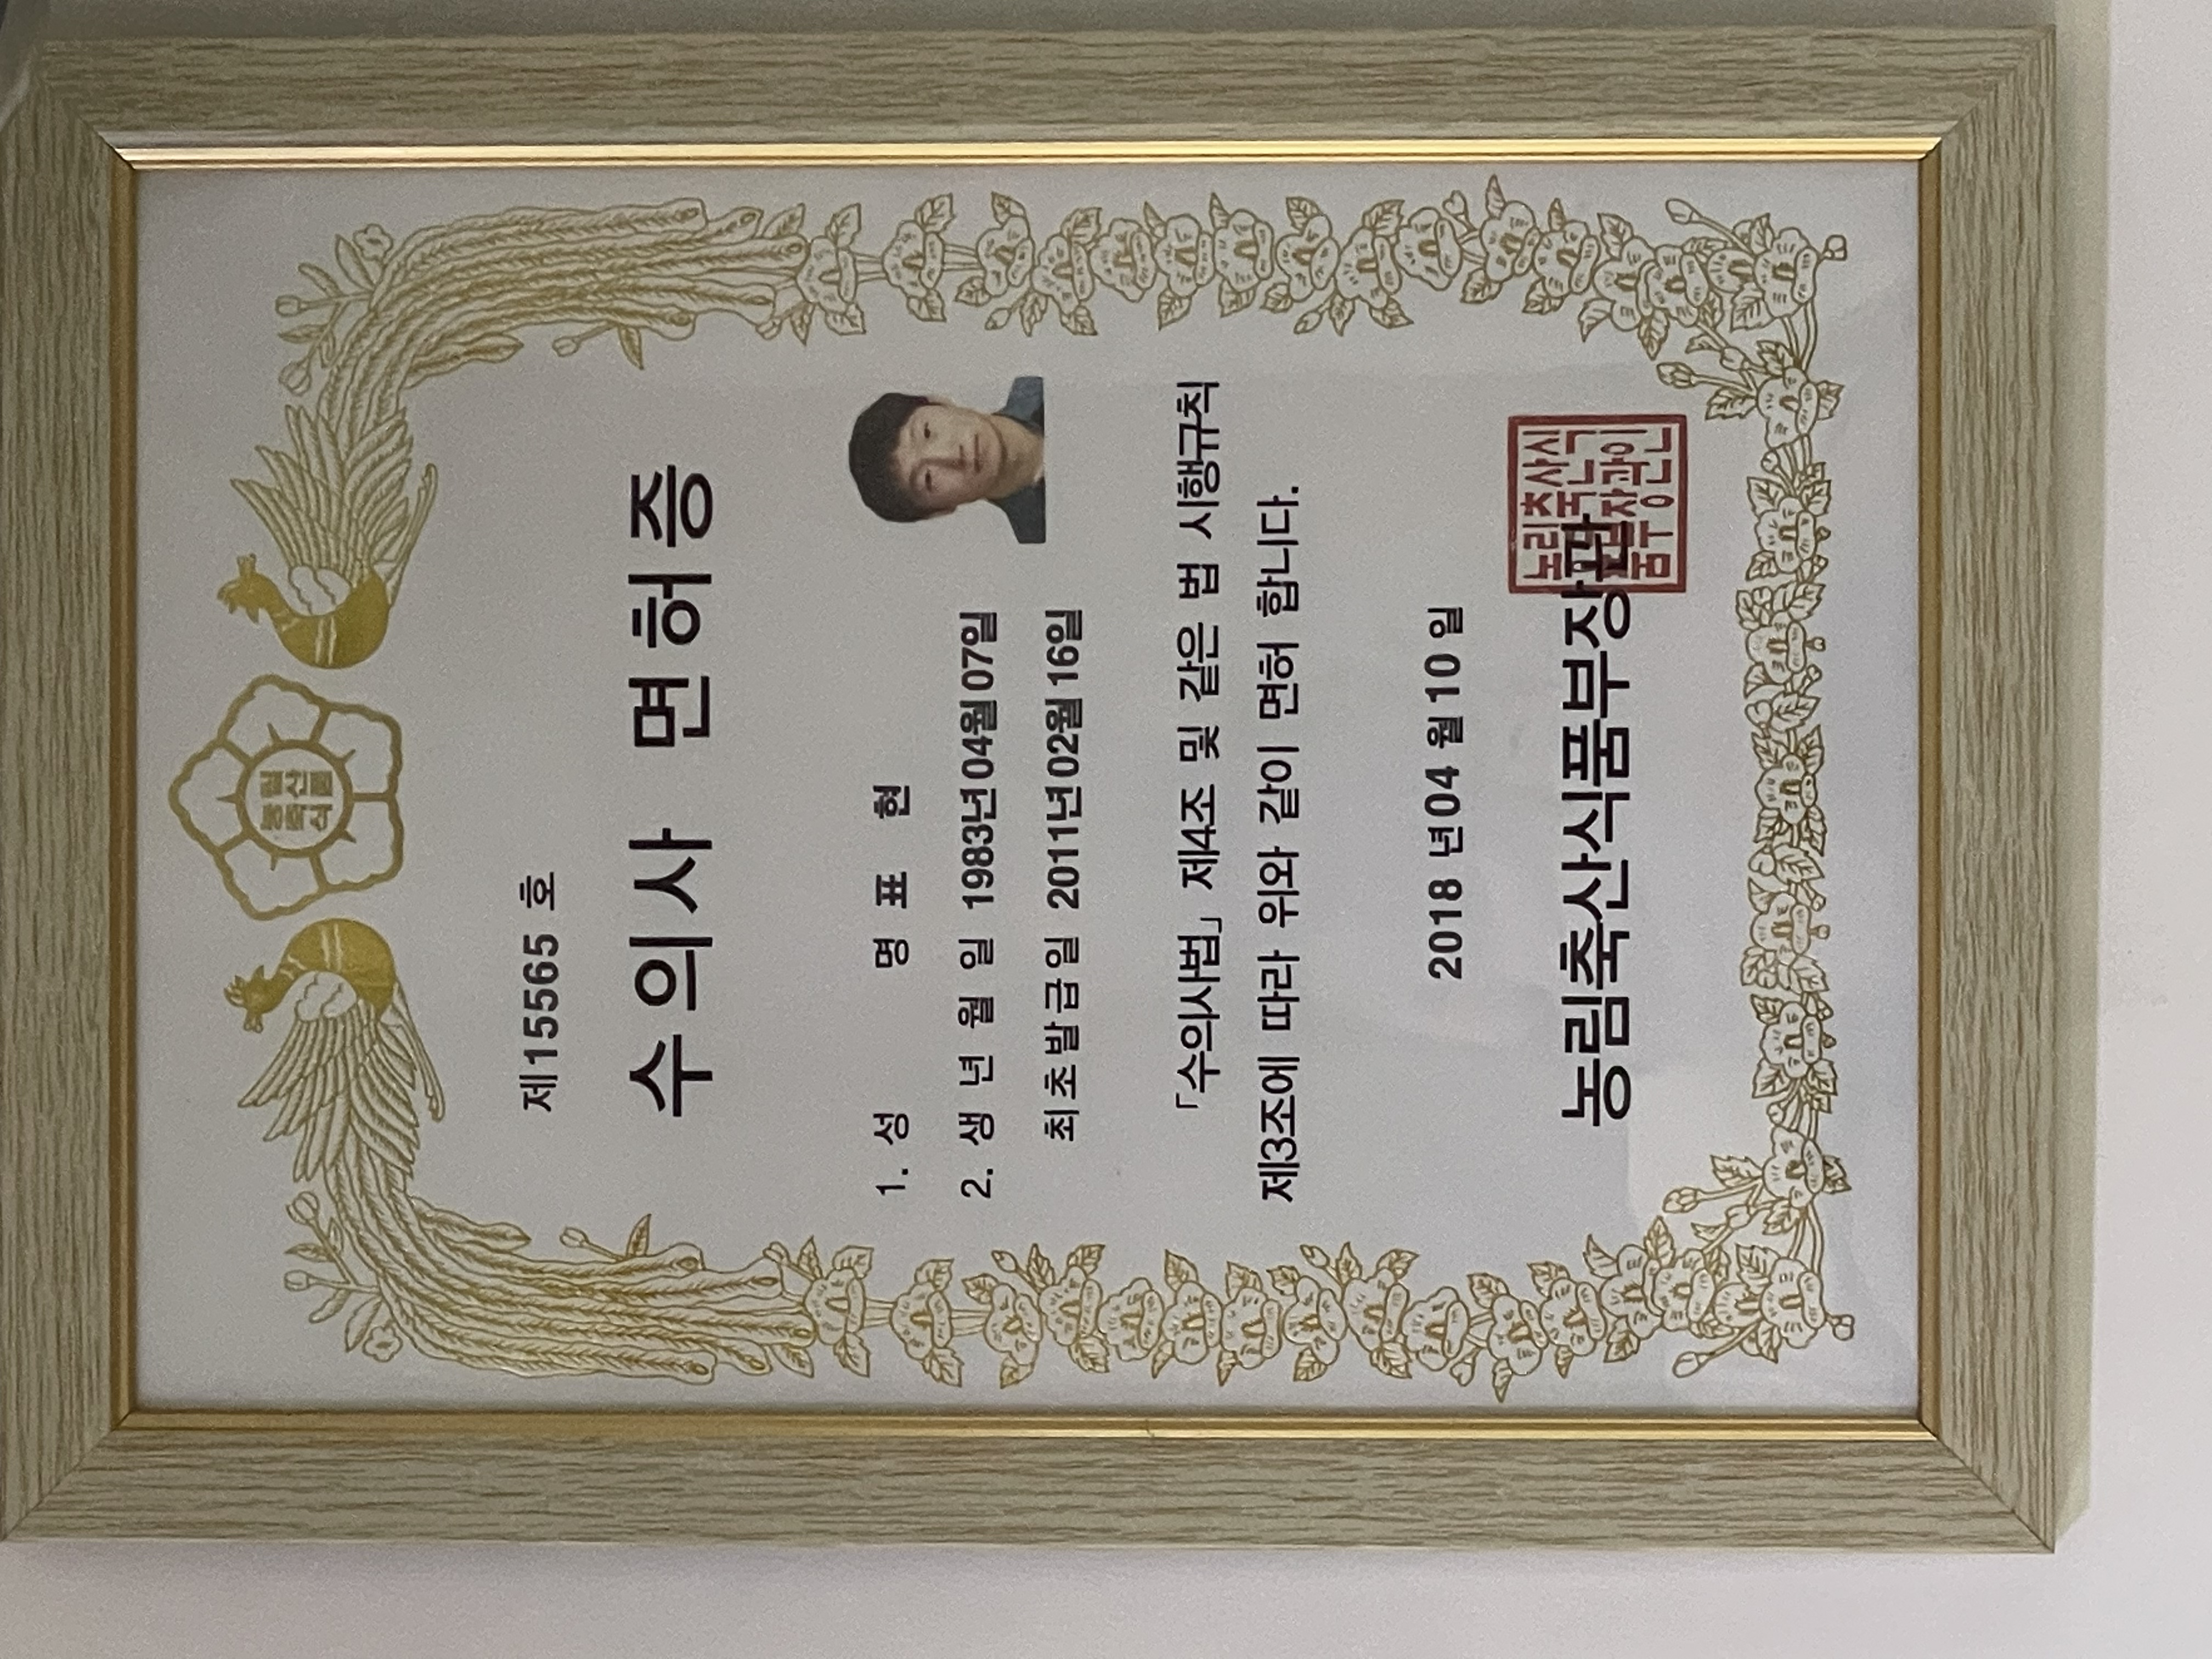 농림
축산
식품
제15565 호
수의사 면허증
1. 성 명 표 현
2. 생 년 월 일 1983년 04월 07일
최초발급일 2011년 02월 16일
「수의사법」 제4조 및 같은 법 시행규칙
제3조에 따라 위와 같이 면허 합니다.
2018 년 04 월 10 일
농림축산식품부장관
농림축산식
품부장관인